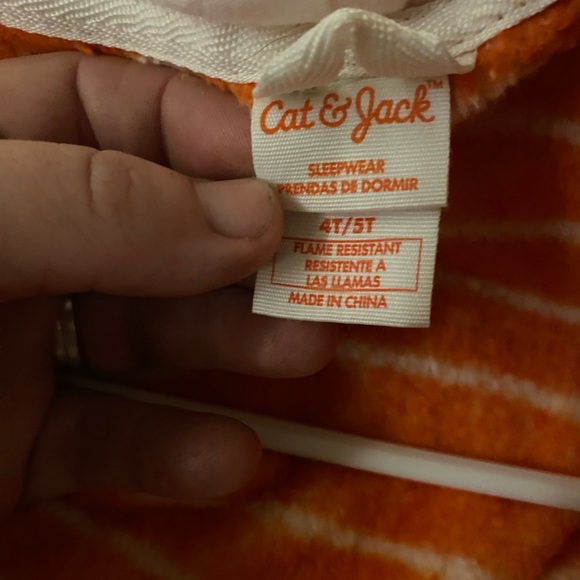 Cat & Jack™
SLEEPWEAR
PRENDAS DE DORMIR
4T/5T
FLAME RESISTANT
RESISTENTE A
LAS LLAMAS
MADE IN CHINA